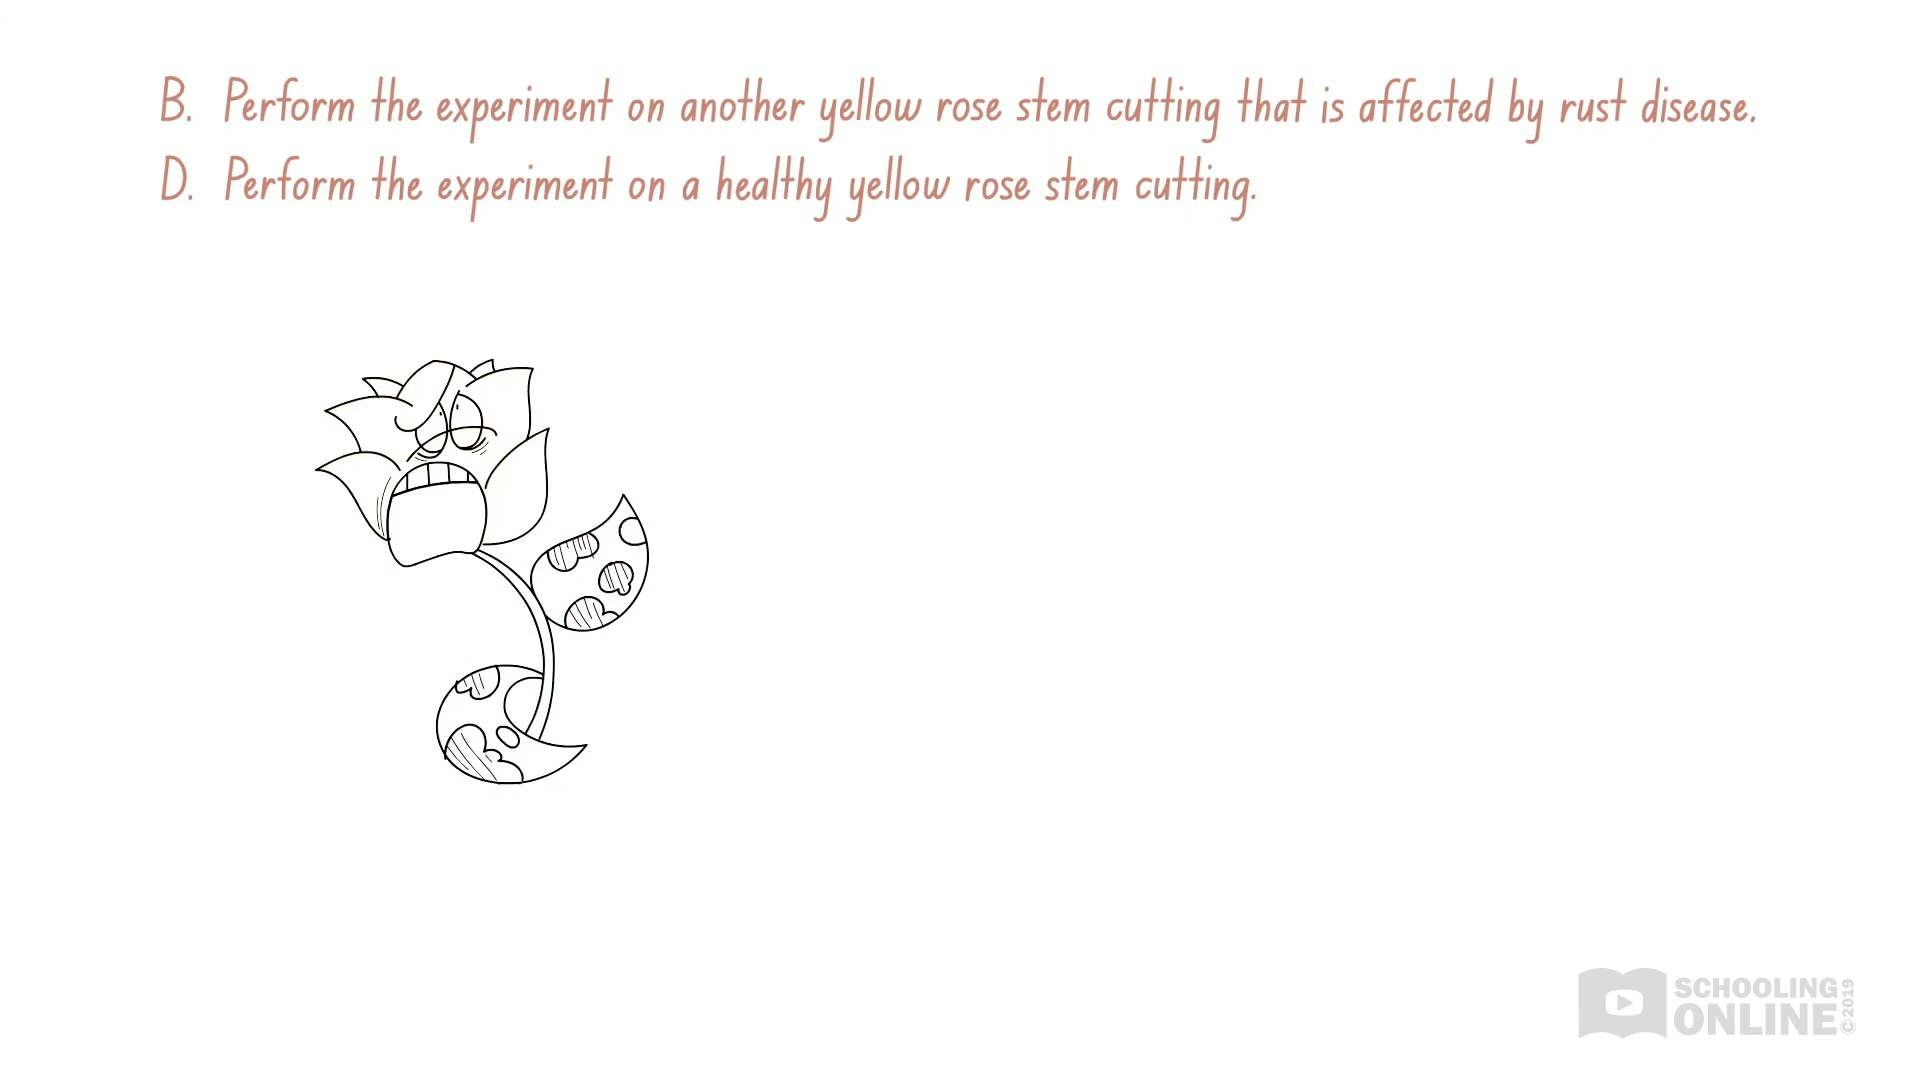 B. Perform the experiment on another yellow rose stem cutting that is affected by rust disease.
D. Perform the experiment on a healthy yellow rose stem cutting.
SCHOOLING
ONLINE
©2019